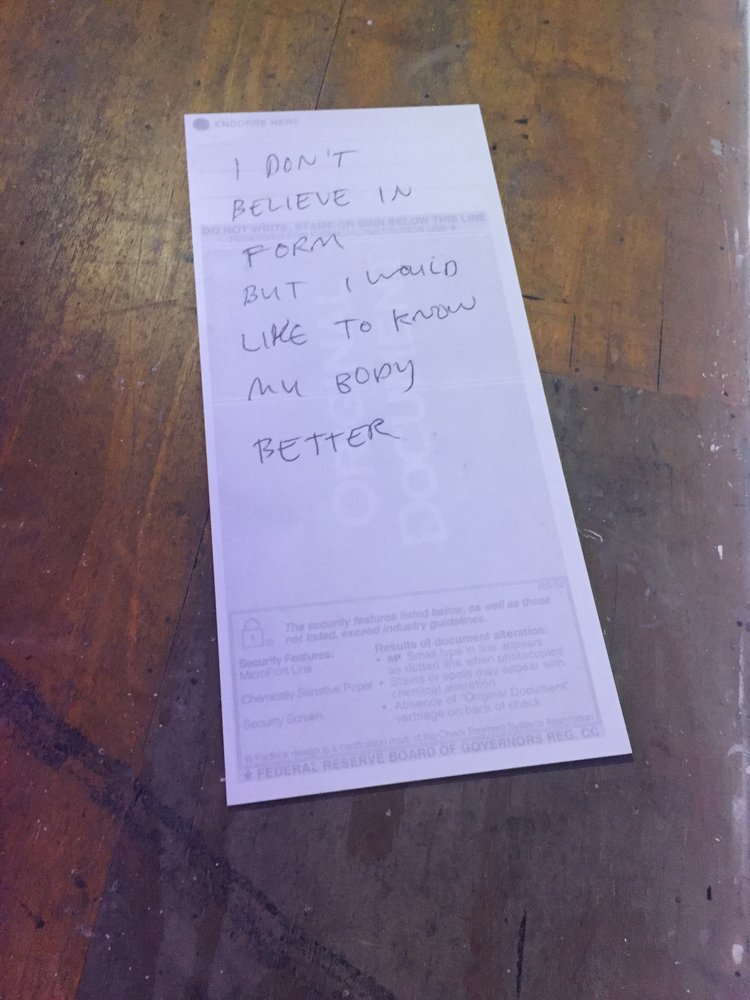 ENDORSE HERE
I DON'T
BELIEVE IN
DO NOT WRITE, STAMP OR SIGN BELOW THIS LINE
FORM
BUT I WOULD
LIKE TO KNOW
MY BODY
BETTER
ORIGINAL
DOCUMENT
The security features listed below, as well as those
not listed, exceed industry guidelines.
Security Features:
Results of document alteration:
MicroPrint Line
• MP Small type in line appears
as dotted line when photocopied
Chemically Sensitive Paper
• Stains or spots may appear with
chemical alteration
Security Screen
• Absence of "Original Document"
verbiage on back of check
Padlock design is a certification mark of the Check Payment Systems Association
★ FEDERAL RESERVE BOARD OF GOVERNORS REG. CC